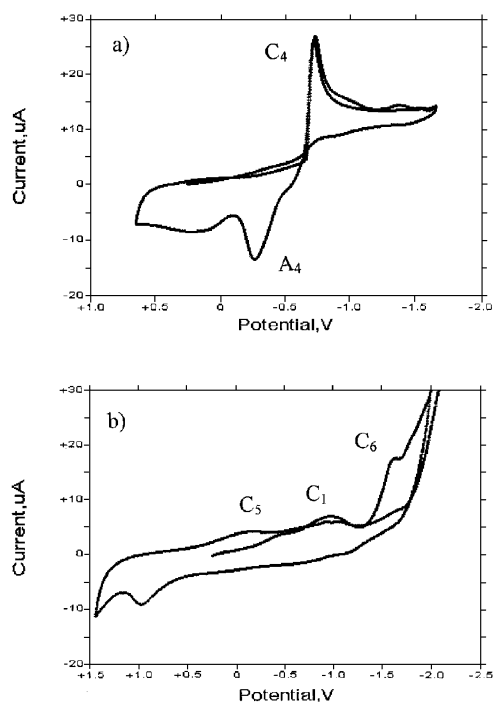 a)
C4
A4
Current,uA
+30
+20
+10
0
-10
-20
+1.0 +0.5 0 -0.5 -1.0 -1.5 -2.0
Potential,V
b)
C6
C5 C1
Current,uA
+30
+20
+10
0
-10
-20
+1.5 +1.0 +0.5 0 -0.5 -1.0 -1.5 -2.0 -2.5
Potential,V